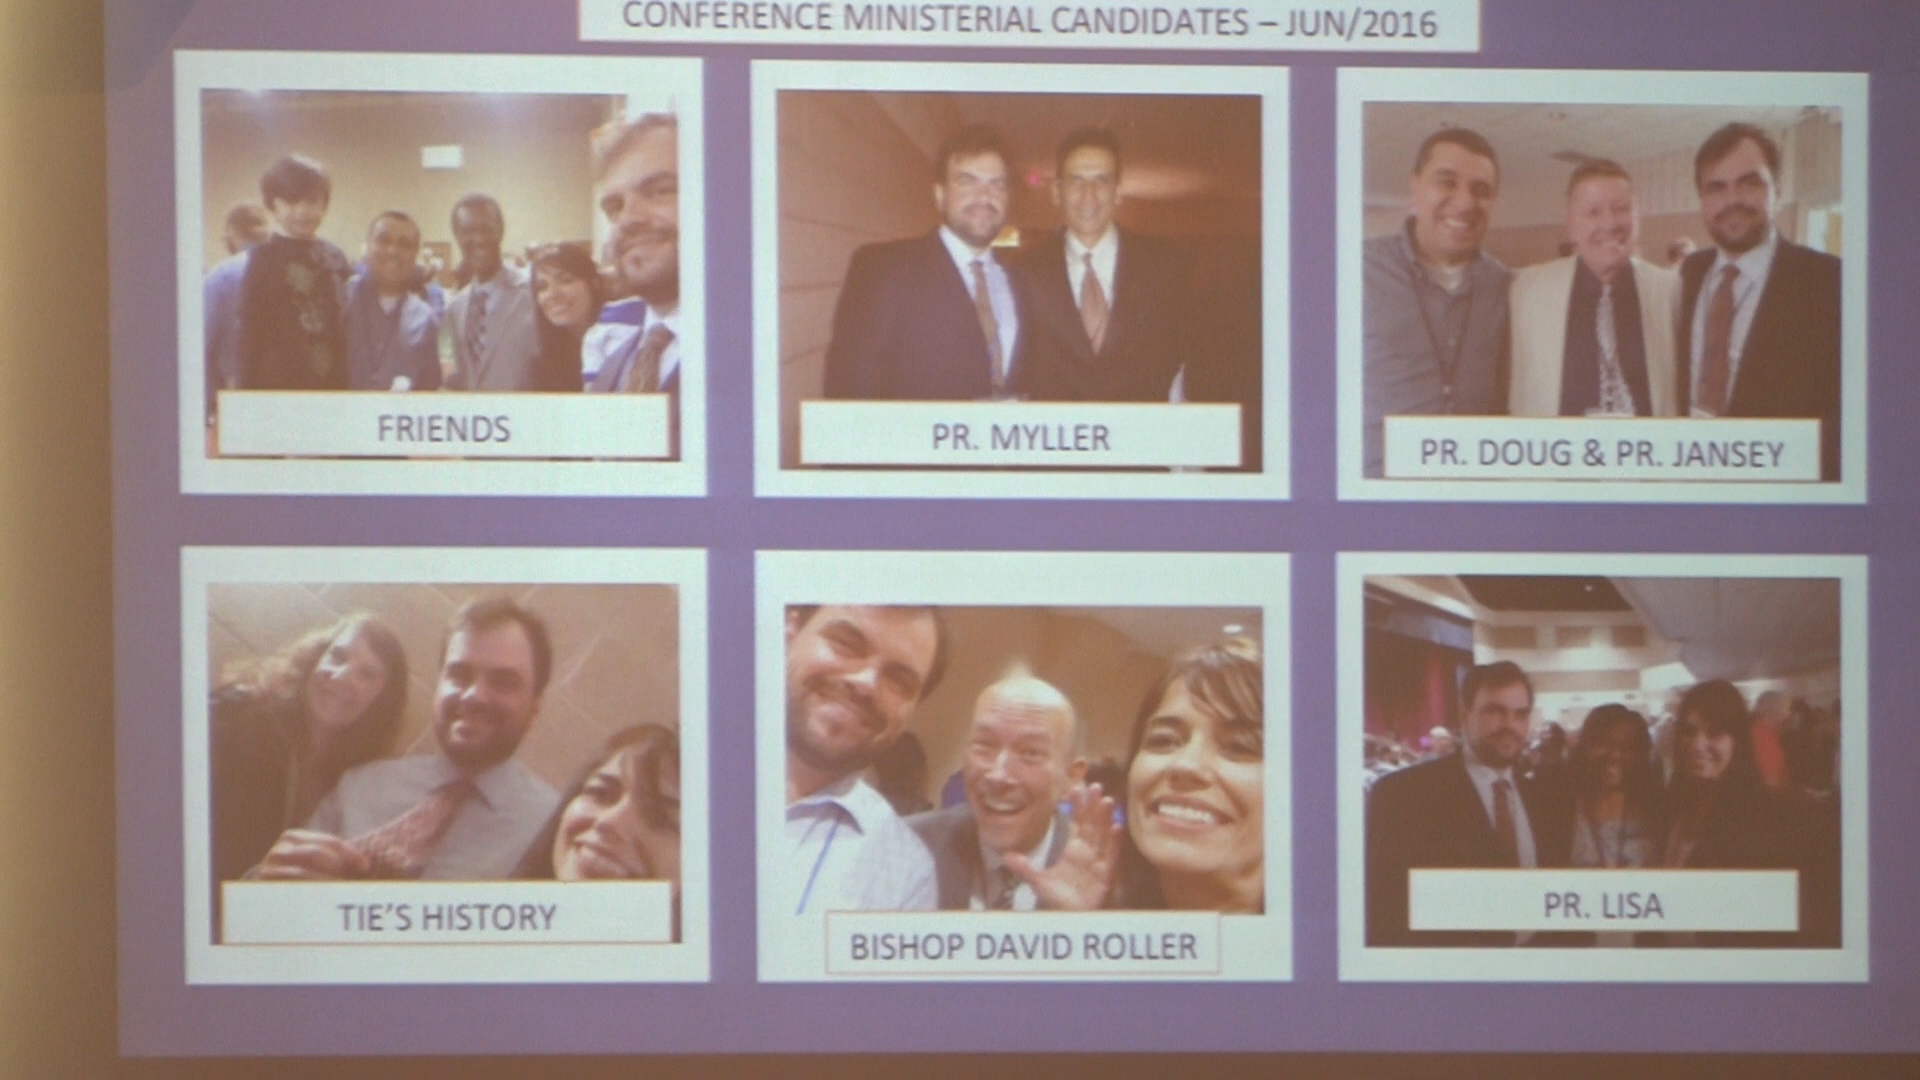 CONFERENCE MINISTERIAL CANDIDATES – JUN/2016
FRIENDS
PR. MYLLER
PR. DOUG & PR. JANSEY
TIE'S HISTORY
BISHOP DAVID ROLLER
PR. LISA